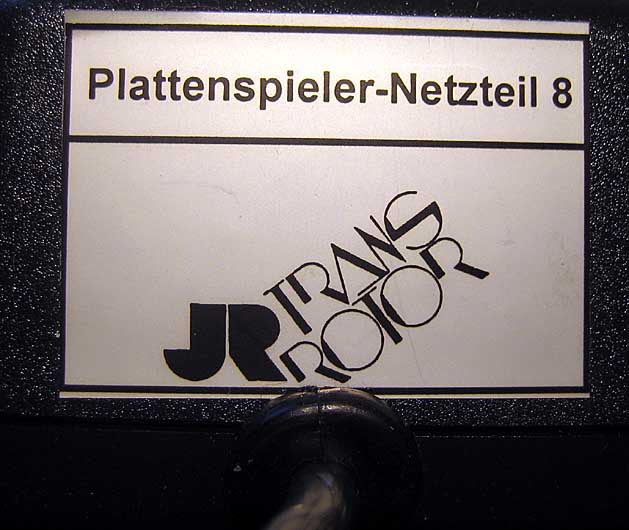 Plattenspieler-Netzteil 8
JR TRANS
ROTOR